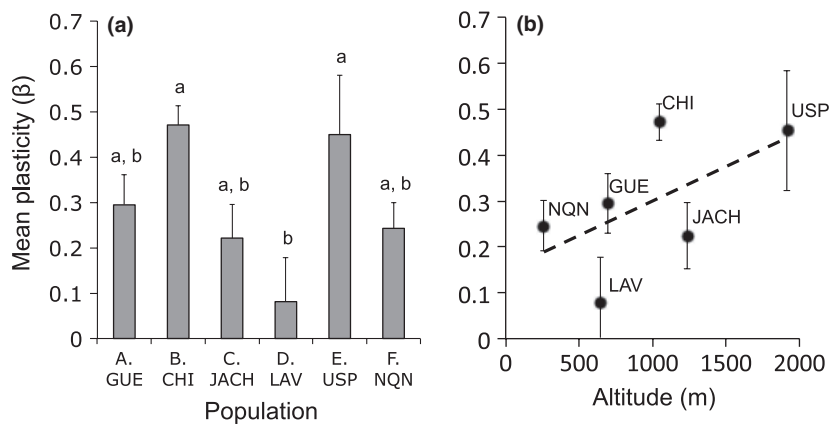 (a)
Mean plasticity (β)
0.7
0.6
0.5
0.4
0.3
0.2
0.1
0
a, b
a
a, b
b
a
a, b
A. B. C. D. E. F.
GUE CHI JACH LAV USP NQN
Population
(b)
0.7
0.6
0.5
0.4
0.3
0.2
0.1
0
CHI
USP
GUE
NQN
JACH
LAV
0 500 1000 1500 2000
Altitude (m)